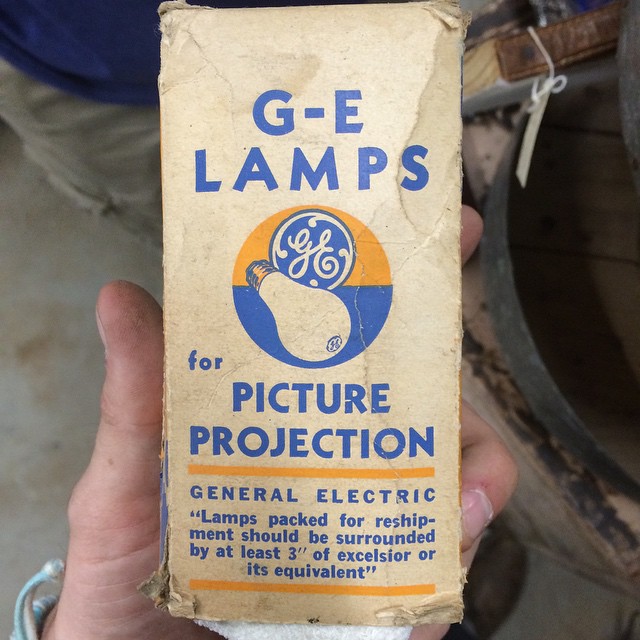 G-E
LAMPS
GE
GE
for
PICTURE
PROJECTION
GENERAL ELECTRIC
"Lamps packed for reship-
ment should be surrounded
by at least 3" of excelsior or
its equivalent"